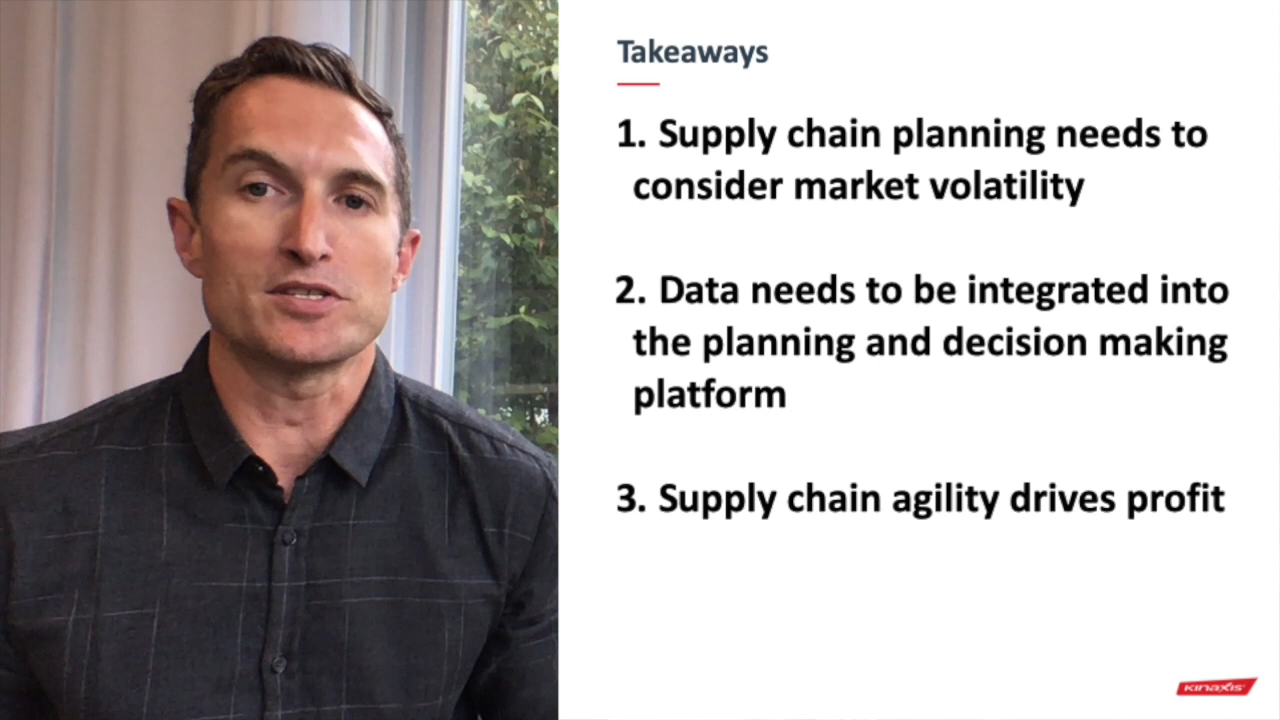 Takeaways
1. Supply chain planning needs to
consider market volatility
2. Data needs to be integrated into
the planning and decision making
platform
3. Supply chain agility drives profit
kinaxis